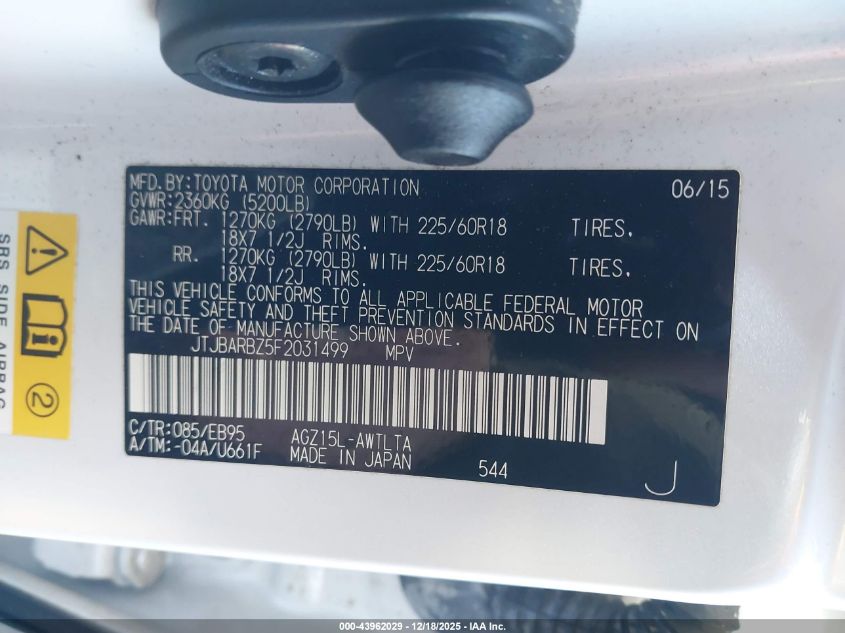 MFD.BY:TOYOTA MOTOR CORPORATION 06/15
GVWR:2360KG (5200LB)
GAWR:FRT. 1270KG (2790LB) WITH 225/60R18 TIRES.
18X7 1/2J RIMS.
RR. 1270KG (2790LB) WITH 225/60R18 TIRES.
18X7 1/2J RIMS.
THIS VEHICLE CONFORMS TO ALL APPLICABLE FEDERAL MOTOR
VEHICLE SAFETY AND THEFT PREVENTION STANDARDS IN EFFECT ON
THE DATE OF MANUFACTURE SHOWN ABOVE.
JTJBARBZ5F2031499 MPV
C/TR:085/EB95 AGZ15L-AWTLTA
A/TM:-04A/U661F MADE IN JAPAN 544 J
SRS SIDE AIRBAG
2
000-43962029 - 12/18/2025 - IAA Inc.